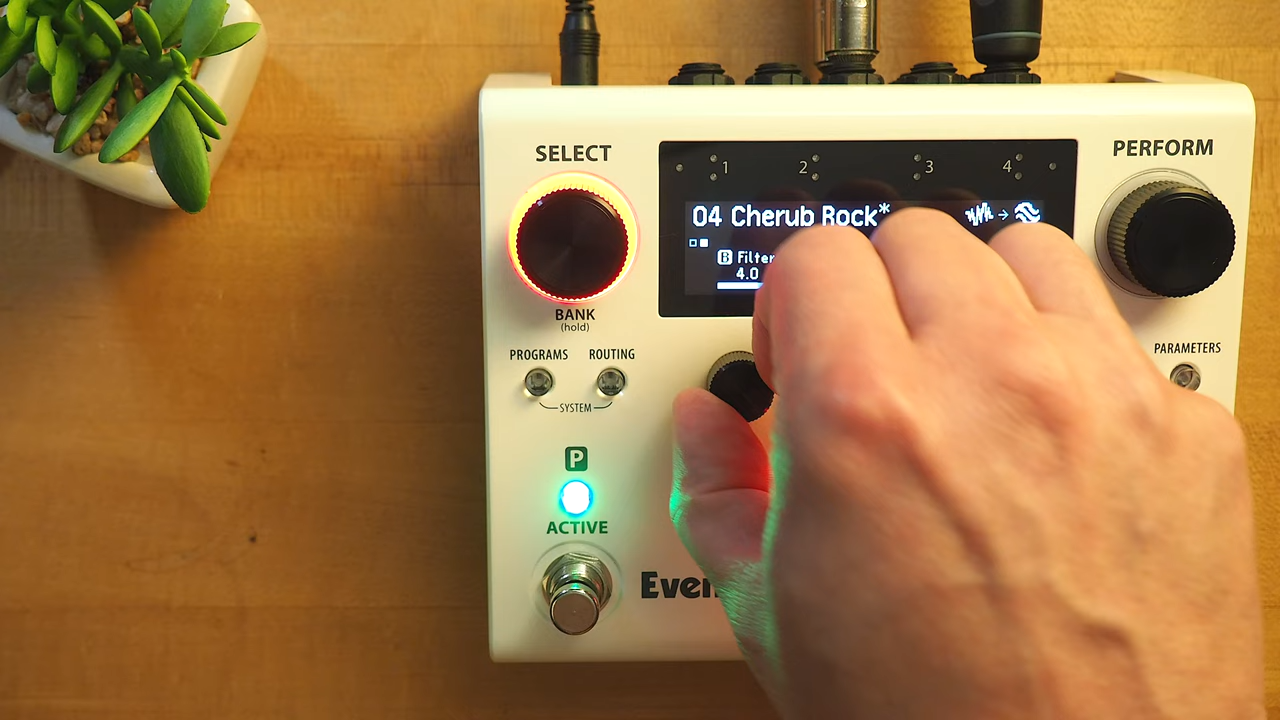 SELECT
PERFORM
1 2 3 4
04 Cherub Rock*
B Filter
4.0
BANK
(hold)
PROGRAMS ROUTING
SYSTEM
PARAMETERS
P
ACTIVE
Even